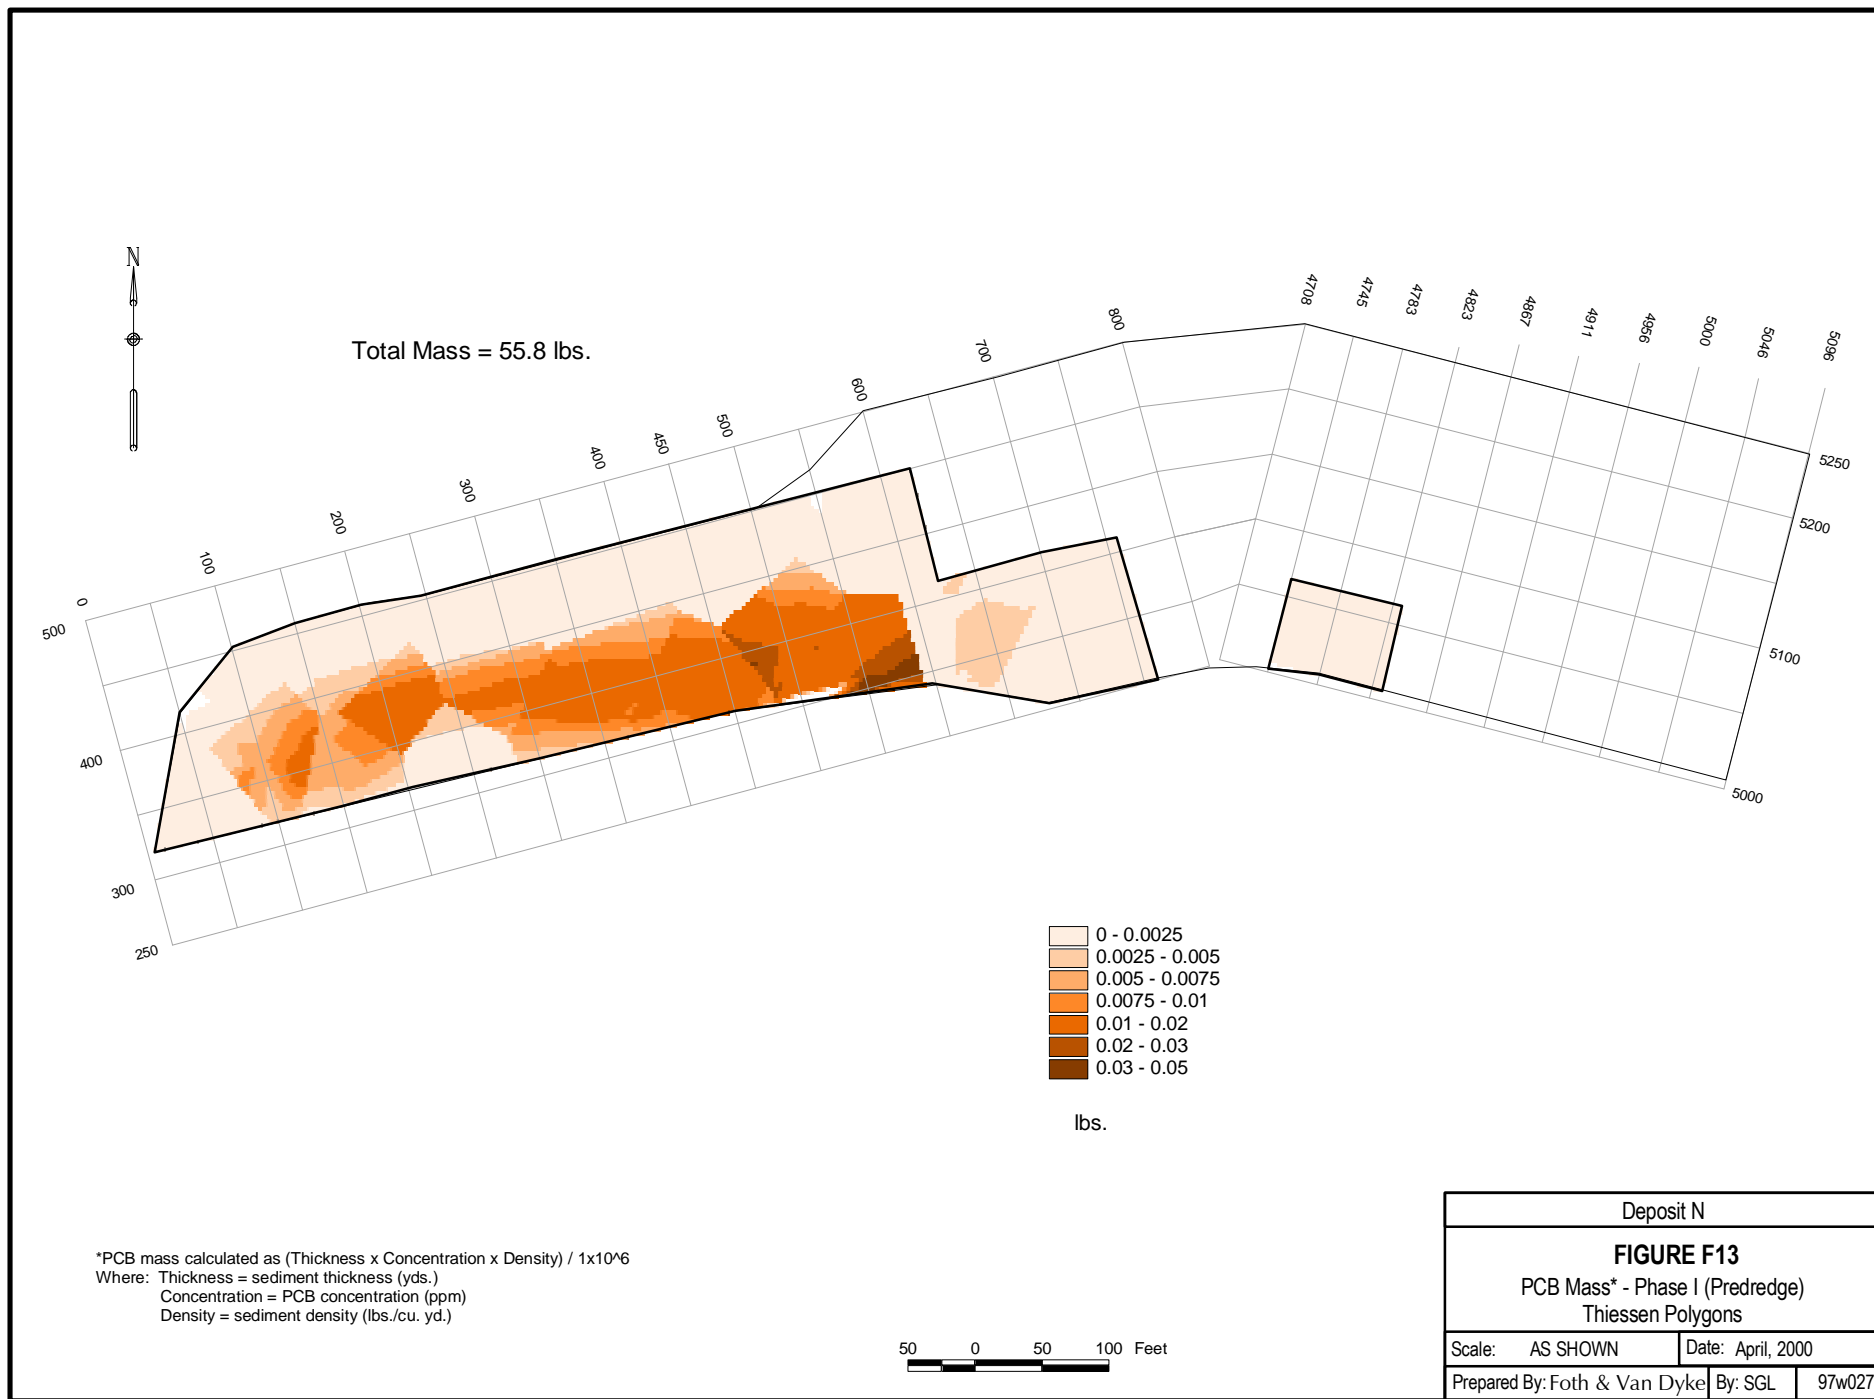 N
Total Mass = 55.8 lbs.
0
100
200
300
400
450
500
600
700
800
4708
4745
4783
4823
4867
4911
4956
5000
5046
5096
500
400
300
250
5250
5200
5100
5000
0 - 0.0025
0.0025 - 0.005
0.005 - 0.0075
0.0075 - 0.01
0.01 - 0.02
0.02 - 0.03
0.03 - 0.05
lbs.
*PCB mass calculated as (Thickness x Concentration x Density) / 1x10^6
Where: Thickness = sediment thickness (yds.)
Concentration = PCB concentration (ppm)
Density = sediment density (lbs./cu. yd.)
50 0 50 100 Feet
Deposit N
FIGURE F13
PCB Mass* - Phase I (Predredge)
Thiessen Polygons
Scale: AS SHOWN Date: April, 2000
Prepared By: Foth & Van Dyke By: SGL 97w027